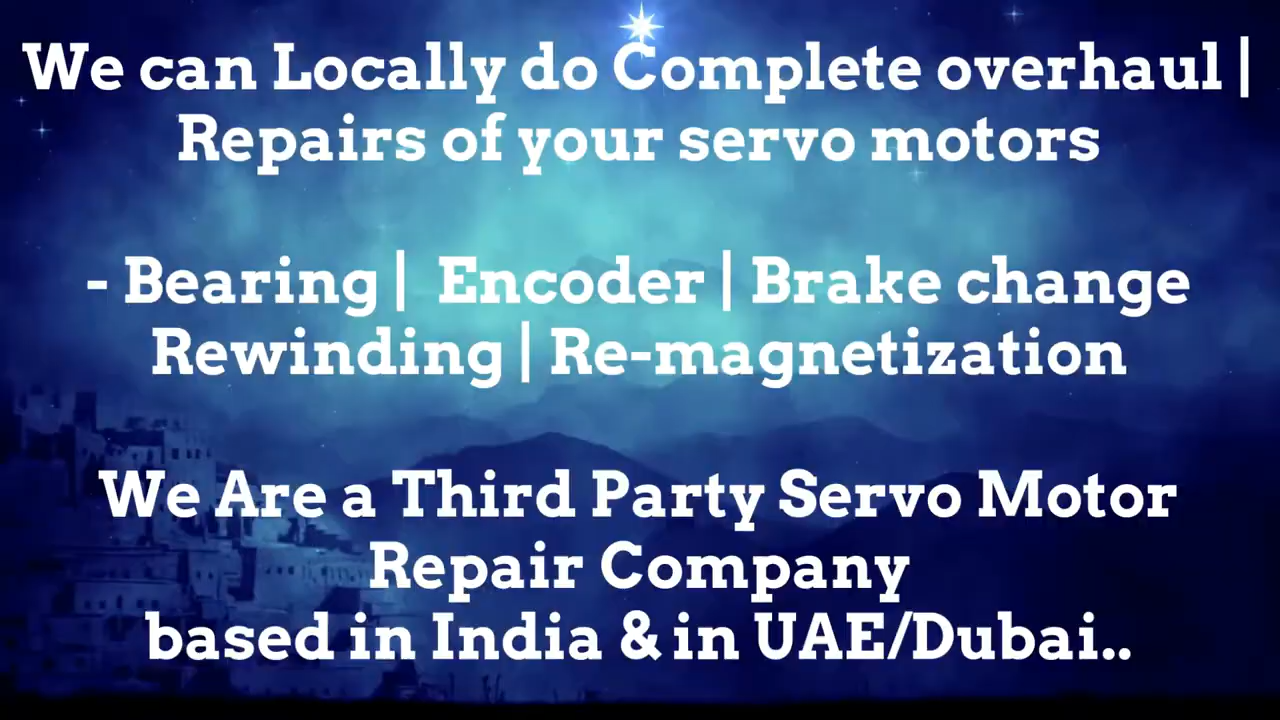 We can Locally do Complete overhaul |
Repairs of your servo motors
- Bearing | Encoder | Brake change
Rewinding | Re-magnetization
We Are a Third Party Servo Motor
Repair Company
based in India & in UAE/Dubai..